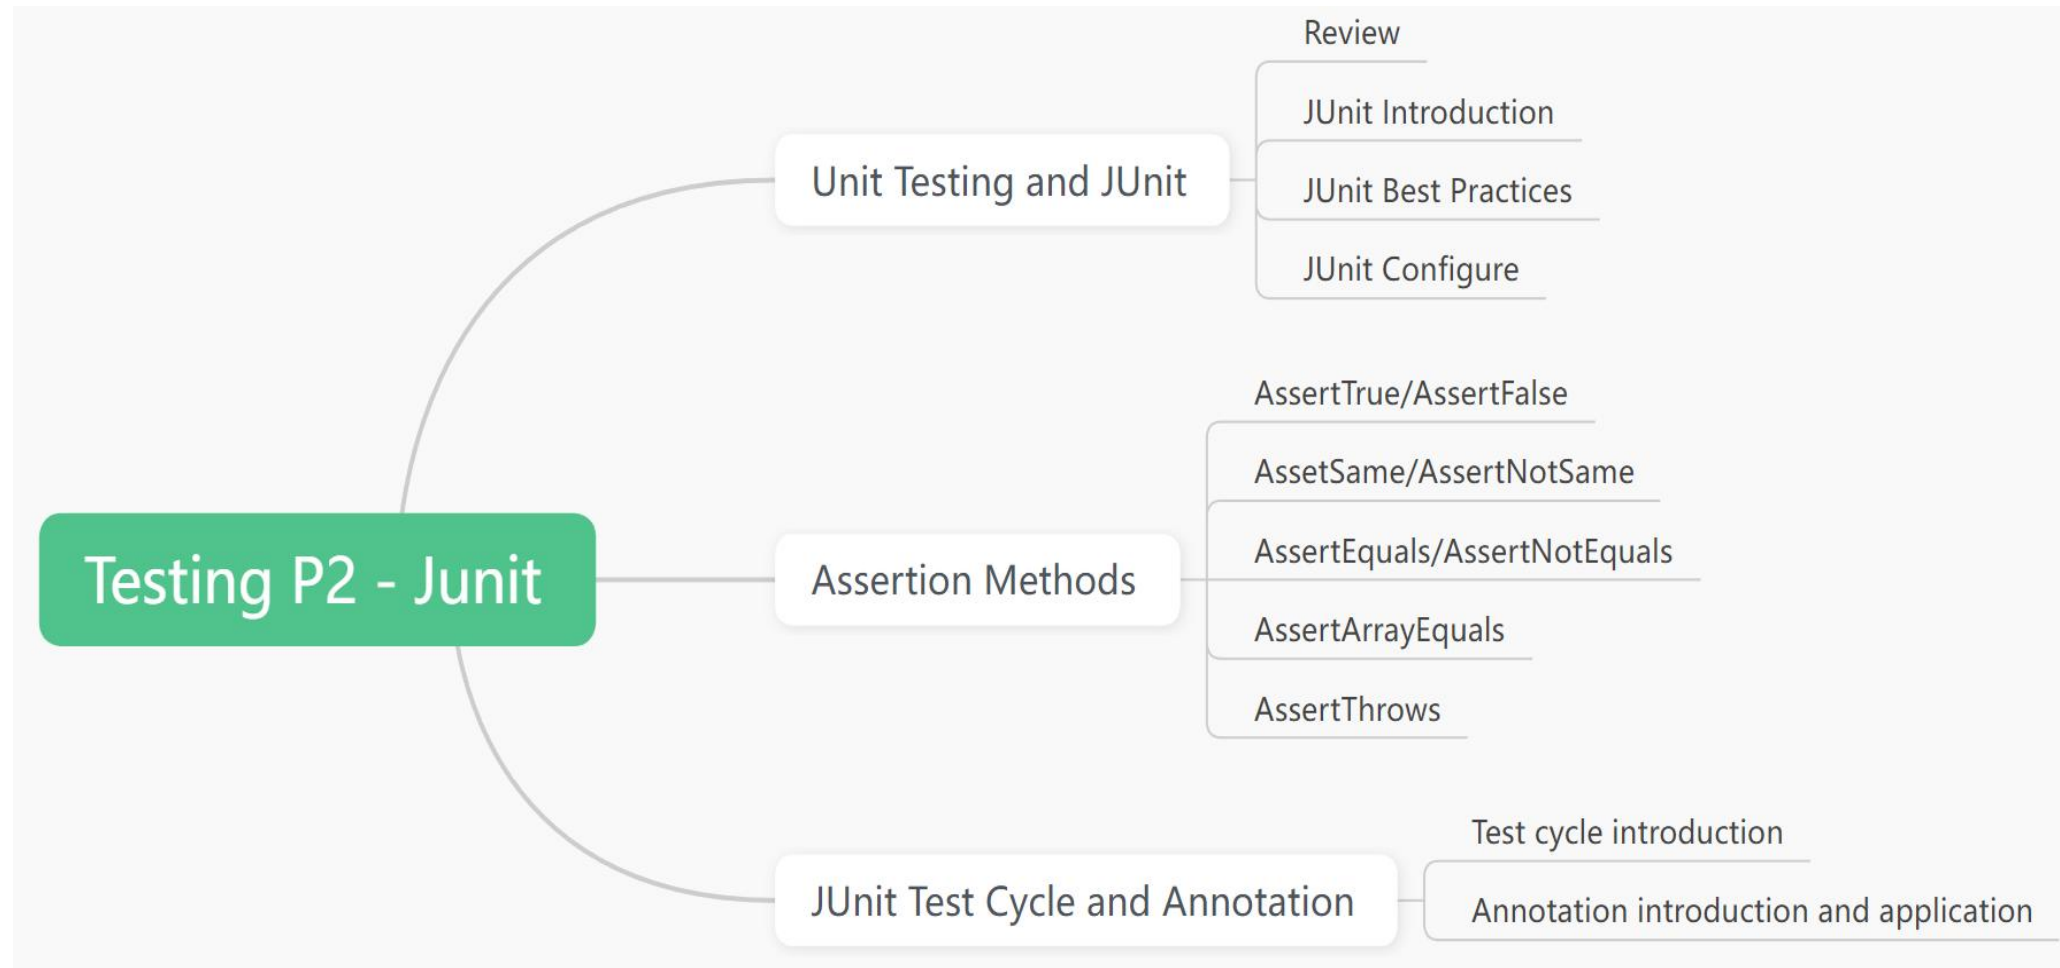 Testing P2 - Junit
Unit Testing and JUnit
Review
JUnit Introduction
JUnit Best Practices
JUnit Configure
Assertion Methods
AssertTrue/AssertFalse
AssetSame/AssertNotSame
AssertEquals/AssertNotEquals
AssertArrayEquals
AssertThrows
JUnit Test Cycle and Annotation
Test cycle introduction
Annotation introduction and application